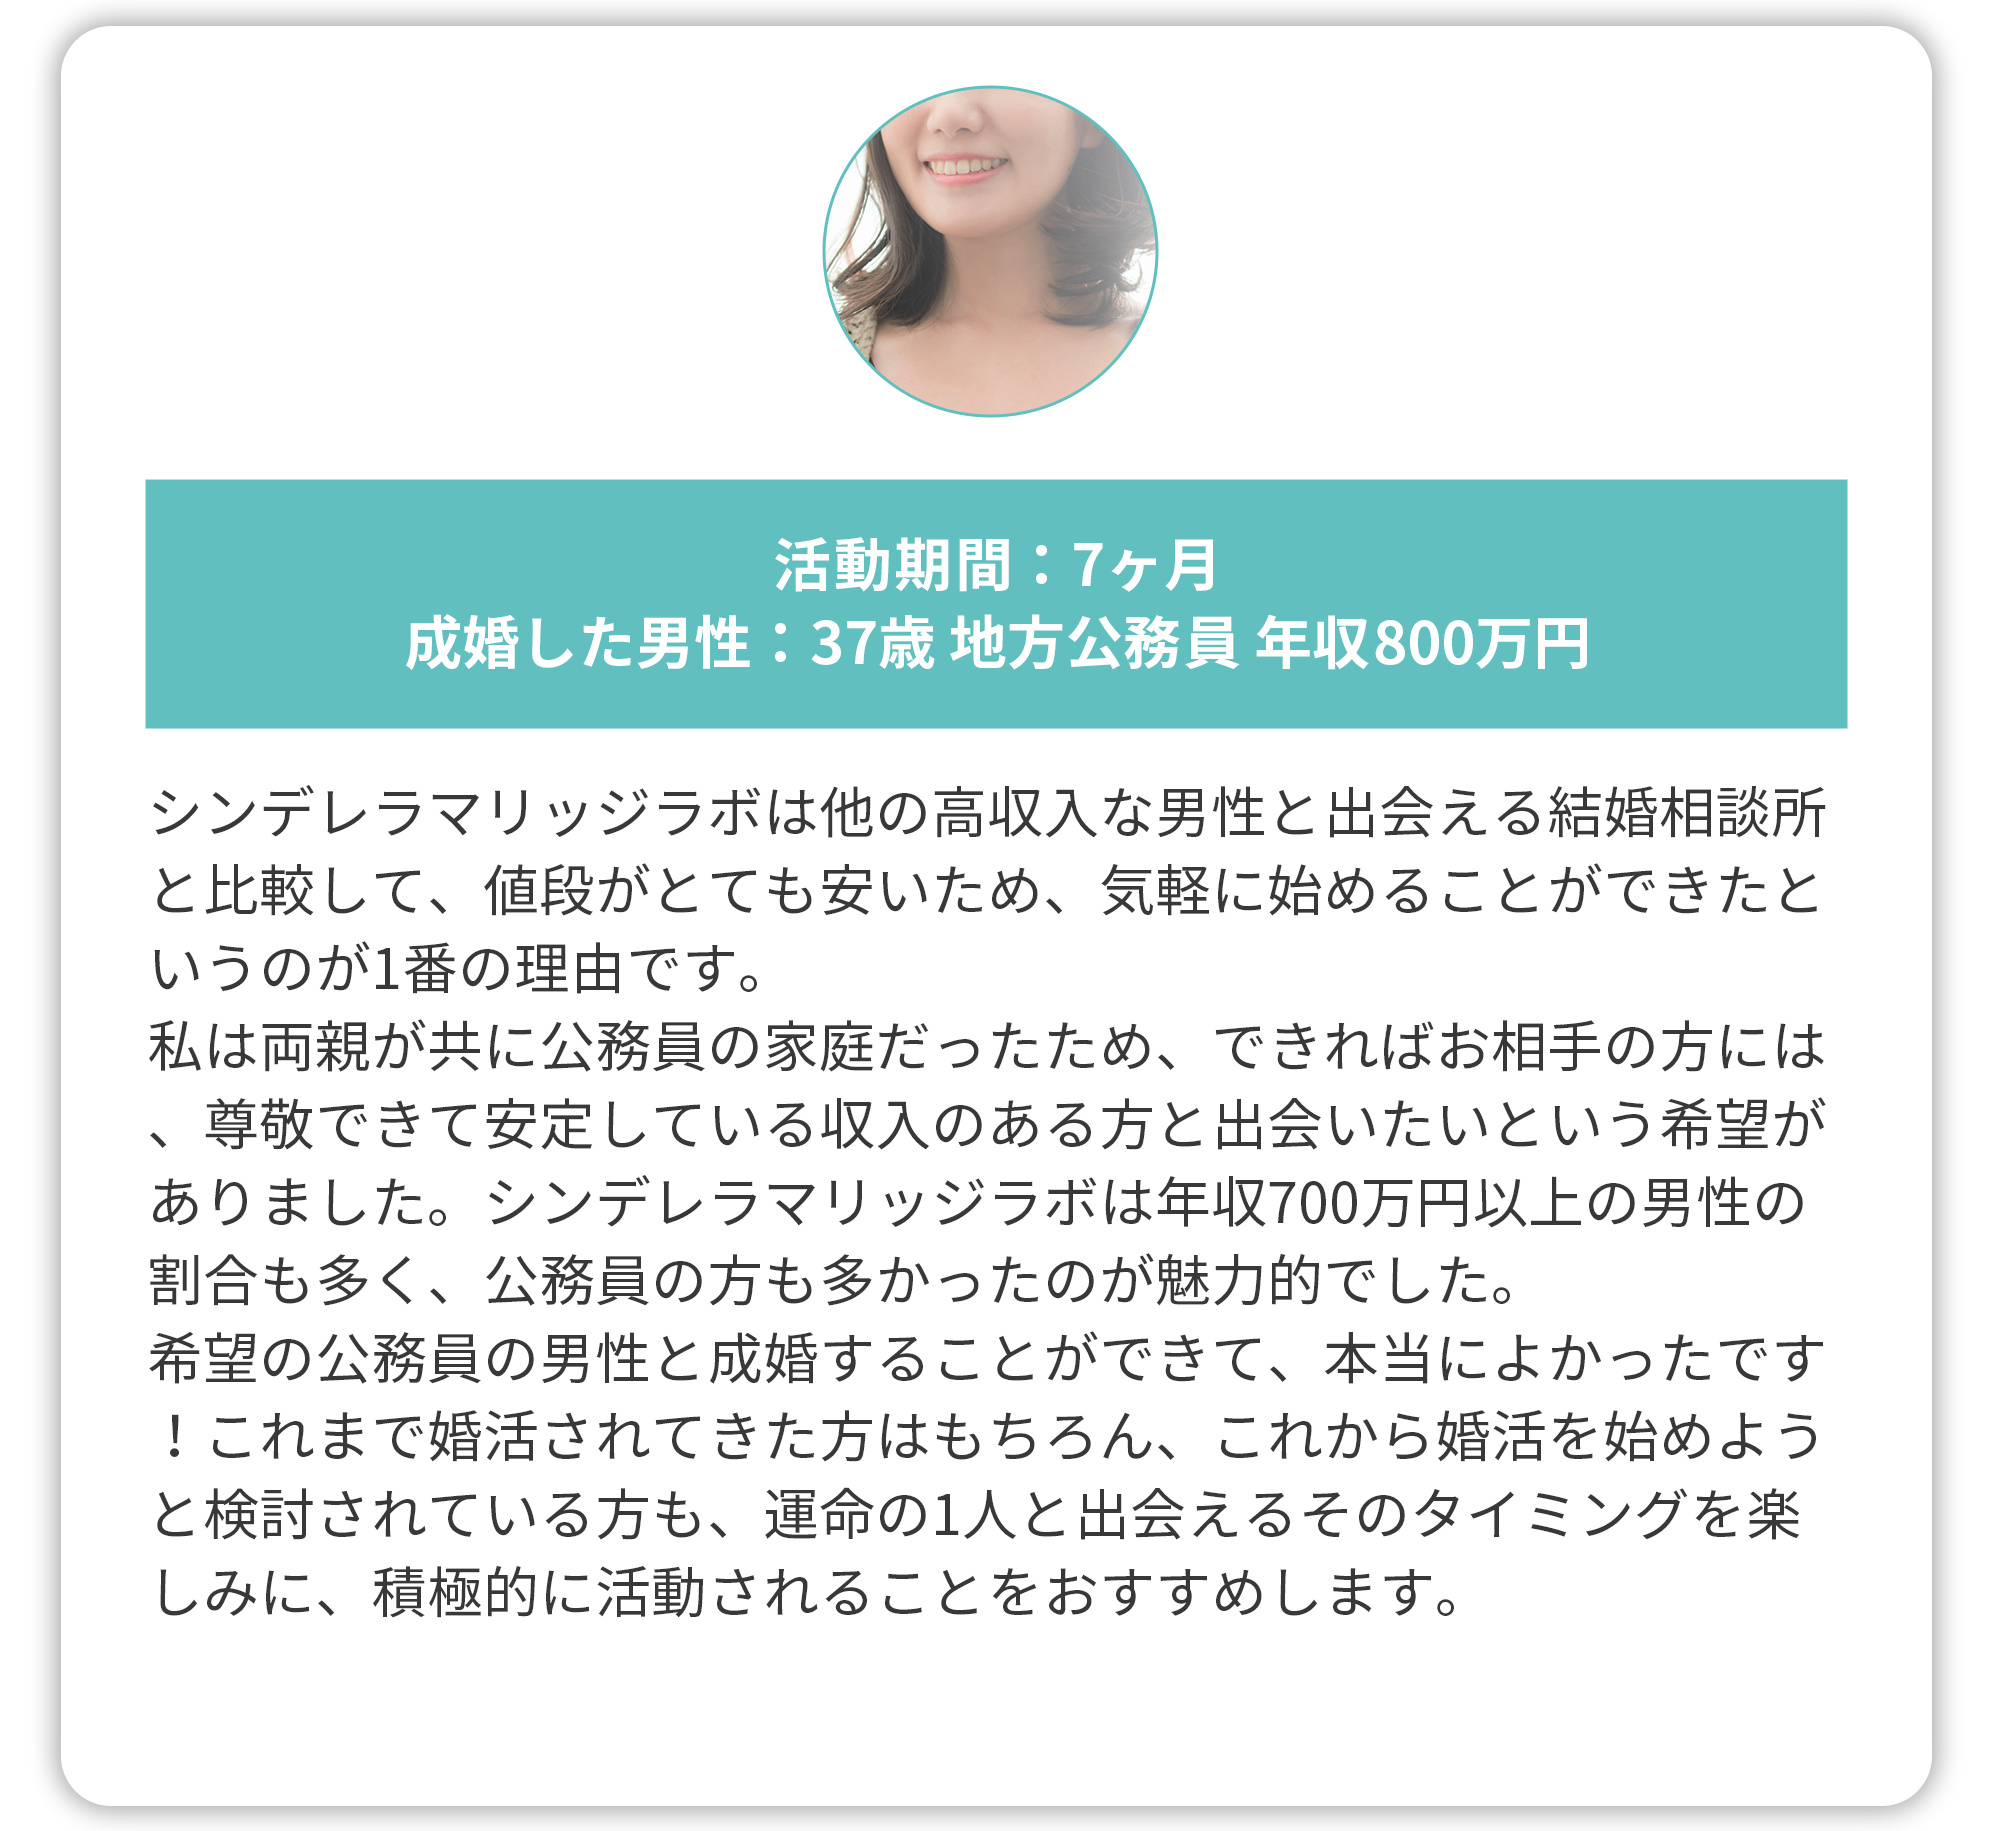 活動期間：7ヶ月
成婚した男性：37歳 地方公務員 年収800万円
シンデレラマリッジラボは他の高収入な男性と出会える結婚相談所
と比較して、値段がとても安いため、気軽に始めることができたと
いうのが1番の理由です。
私は両親が共に公務員の家庭だったため、できればお相手の方には
、尊敬できて安定している収入のある方と出会いたいという希望が
ありました。シンデレラマリッジラボは年収700万円以上の男性の
割合も多く、公務員の方も多かったのが魅力的でした。
希望の公務員の男性と成婚することができて、本当によかったです
！これまで婚活されてきた方はもちろん、これから婚活を始めよう
と検討されている方も、運命の1人と出会えるそのタイミングを楽
しみに、積極的に活動されることをおすすめします。